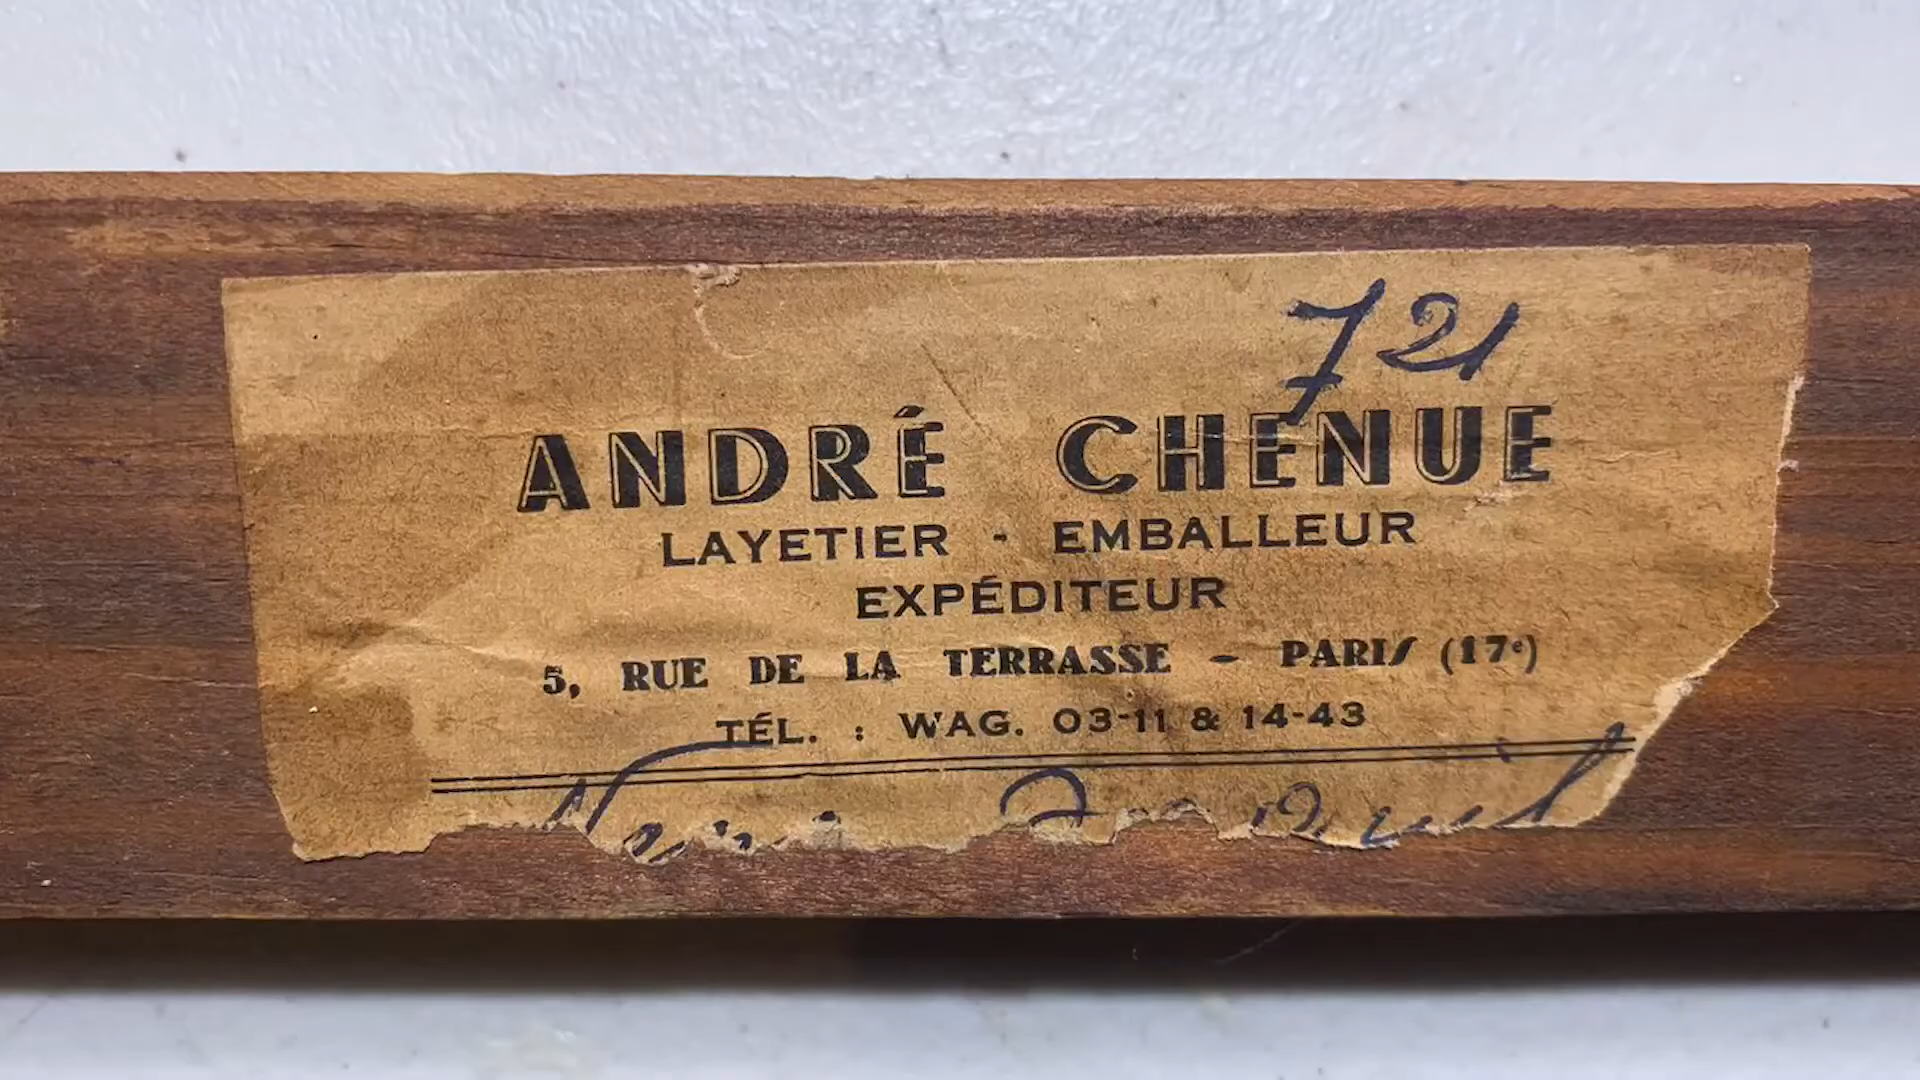 721
ANDRÉ CHENUE
LAYETIER - EMBALLEUR
EXPÉDITEUR
5, RUE DE LA TERRASSE - PARIS (17e)
TÉL. : WAG. 03-11 & 14-43